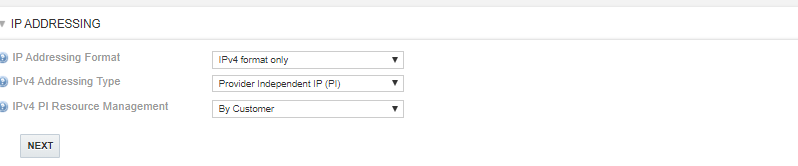 IP ADDRESSING
IP Addressing Format IPv4 format only
IPv4 Addressing Type Provider Independent IP (PI)
IPv4 PI Resource Management By Customer
NEXT